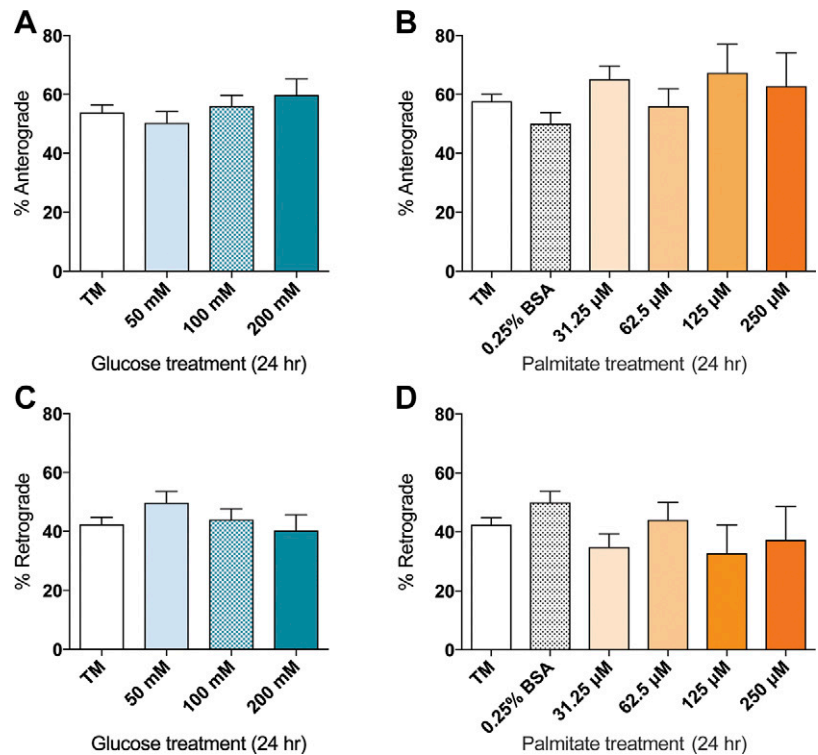 A
% Anterograde
80
60
40
20
0
TM
50 mM
100 mM
200 mM
Glucose treatment (24 hr)
B
% Anterograde
80
60
40
20
0
TM
0.25% BSA
31.25 µM
62.5 µM
125 µM
250 µM
Palmitate treatment (24 hr)
C
% Retrograde
80
60
40
20
0
TM
50 mM
100 mM
200 mM
Glucose treatment (24 hr)
D
% Retrograde
80
60
40
20
0
TM
0.25% BSA
31.25 µM
62.5 µM
125 µM
250 µM
Palmitate treatment (24 hr)